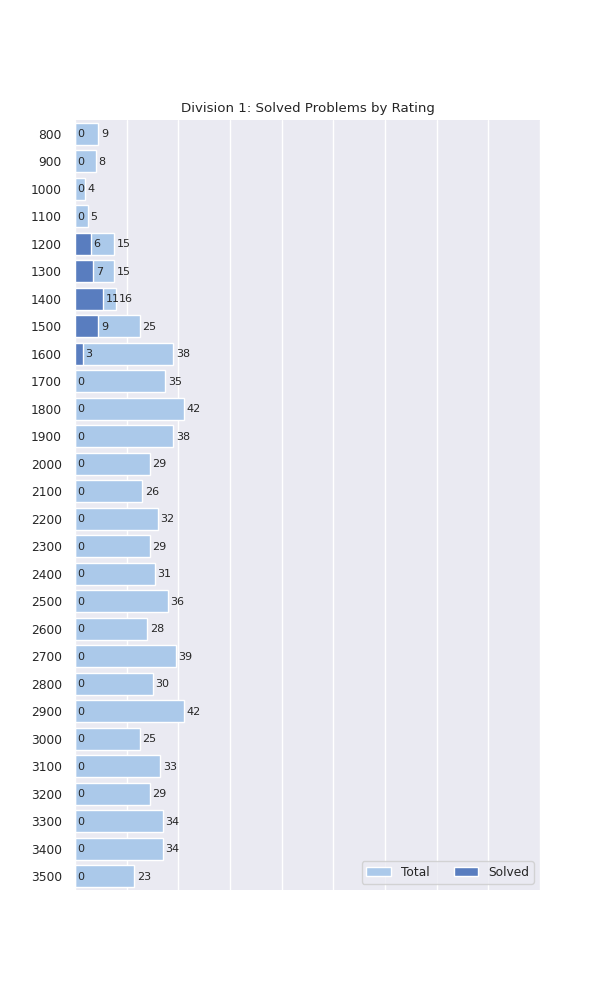 Division 1: Solved Problems by Rating
800 0 9
900 0 8
1000 0 4
1100 0 5
1200 6 15
1300 7 15
1400 11 16
1500 9 25
1600 3 38
1700 0 35
1800 0 42
1900 0 38
2000 0 29
2100 0 26
2200 0 32
2300 0 29
2400 0 31
2500 0 36
2600 0 28
2700 0 39
2800 0 30
2900 0 42
3000 0 25
3100 0 33
3200 0 29
3300 0 34
3400 0 34
3500 0 23
Total Solved